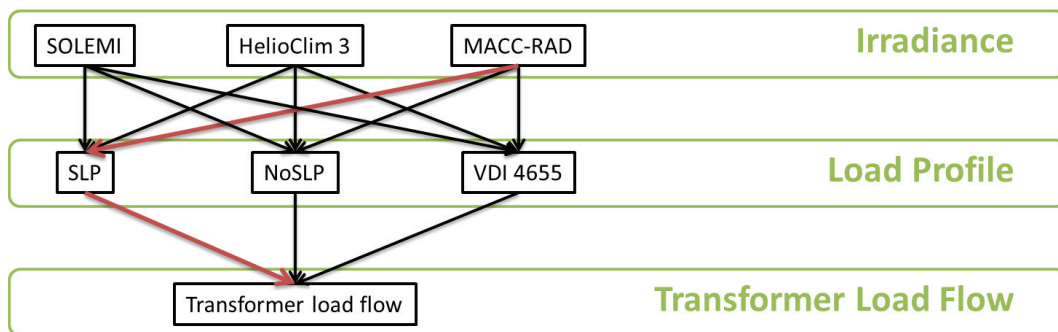 SOLEMI
HelioClim 3
MACC-RAD
Irradiance
SLP
NoSLP
VDI 4655
Load Profile
Transformer load flow
Transformer Load Flow